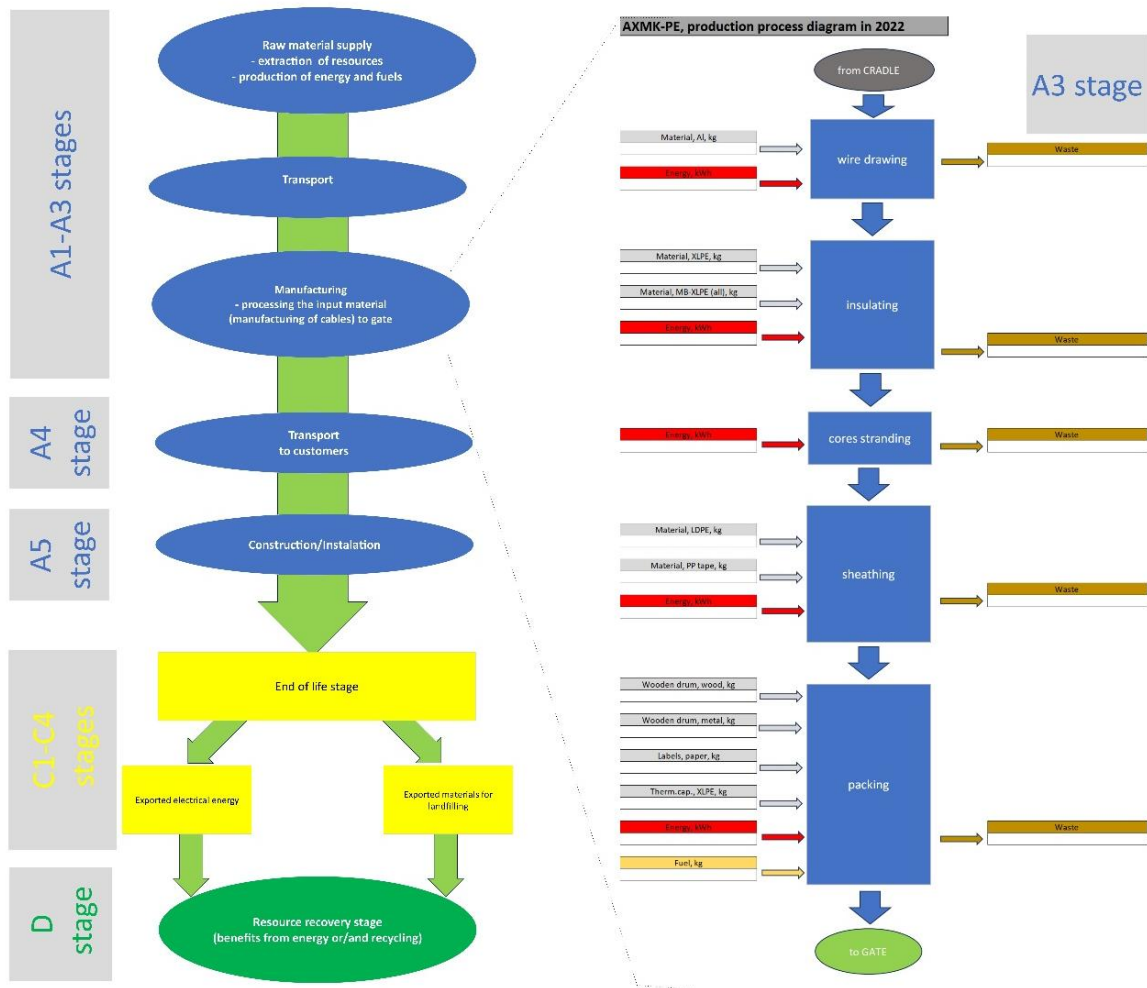 A1-A3 stages
Raw material supply
- extraction of resources
- production of energy and fuels
Transport
Manufacturing
- processing the input material
(manufacturing of cables) to gate
A4
stage
Transport
to customers
A5
stage
Construction/Instalation
C1-C4
stages
End of life stage
Exported electrical energy
Exported materials for
landfilling
D
stage
Resource recovery stage
(benefits from energy or/and recycling)
AXMK-PE, production process diagram in 2022
A3 stage
from CRADLE
Material, Al, kg
Energy, kWh
wire drawing
Waste
Material, XLPE, kg
Material, MB-XLPE (all), kg
Energy, kWh
insulating
Waste
Energy, kWh
cores stranding
Waste
Material, LDPE, kg
Material, PP tape, kg
Energy, kWh
sheathing
Waste
Wooden drum, wood, kg
Wooden drum, metal, kg
Labels, paper, kg
Therm.cap., XLPE, kg
Energy, kWh
Fuel, kg
packing
Waste
to GATE